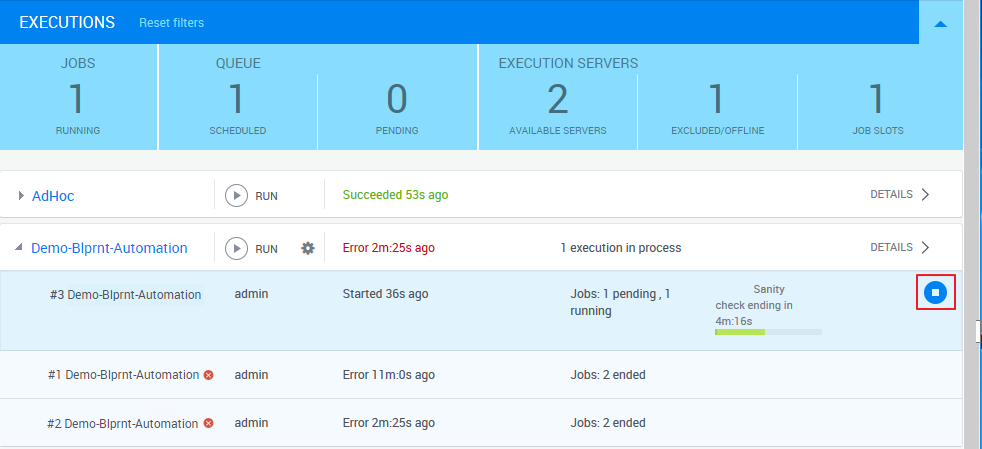 EXECUTIONS Reset filters
JOBS QUEUE EXECUTION SERVERS
1 1 0 2 1 1
RUNNING SCHEDULED PENDING AVAILABLE SERVERS EXCLUDED/OFFLINE JOB SLOTS
AdHoc RUN Succeeded 53s ago DETAILS
Demo-Blprnt-Automation RUN Error 2m:25s ago 1 execution in process DETAILS
#3 Demo-Blprnt-Automation admin Started 36s ago Jobs: 1 pending , 1
running
Sanity
check ending in
4m:16s
#1 Demo-Blprnt-Automation admin Error 11m:0s ago Jobs: 2 ended
#2 Demo-Blprnt-Automation admin Error 2m:25s ago Jobs: 2 ended